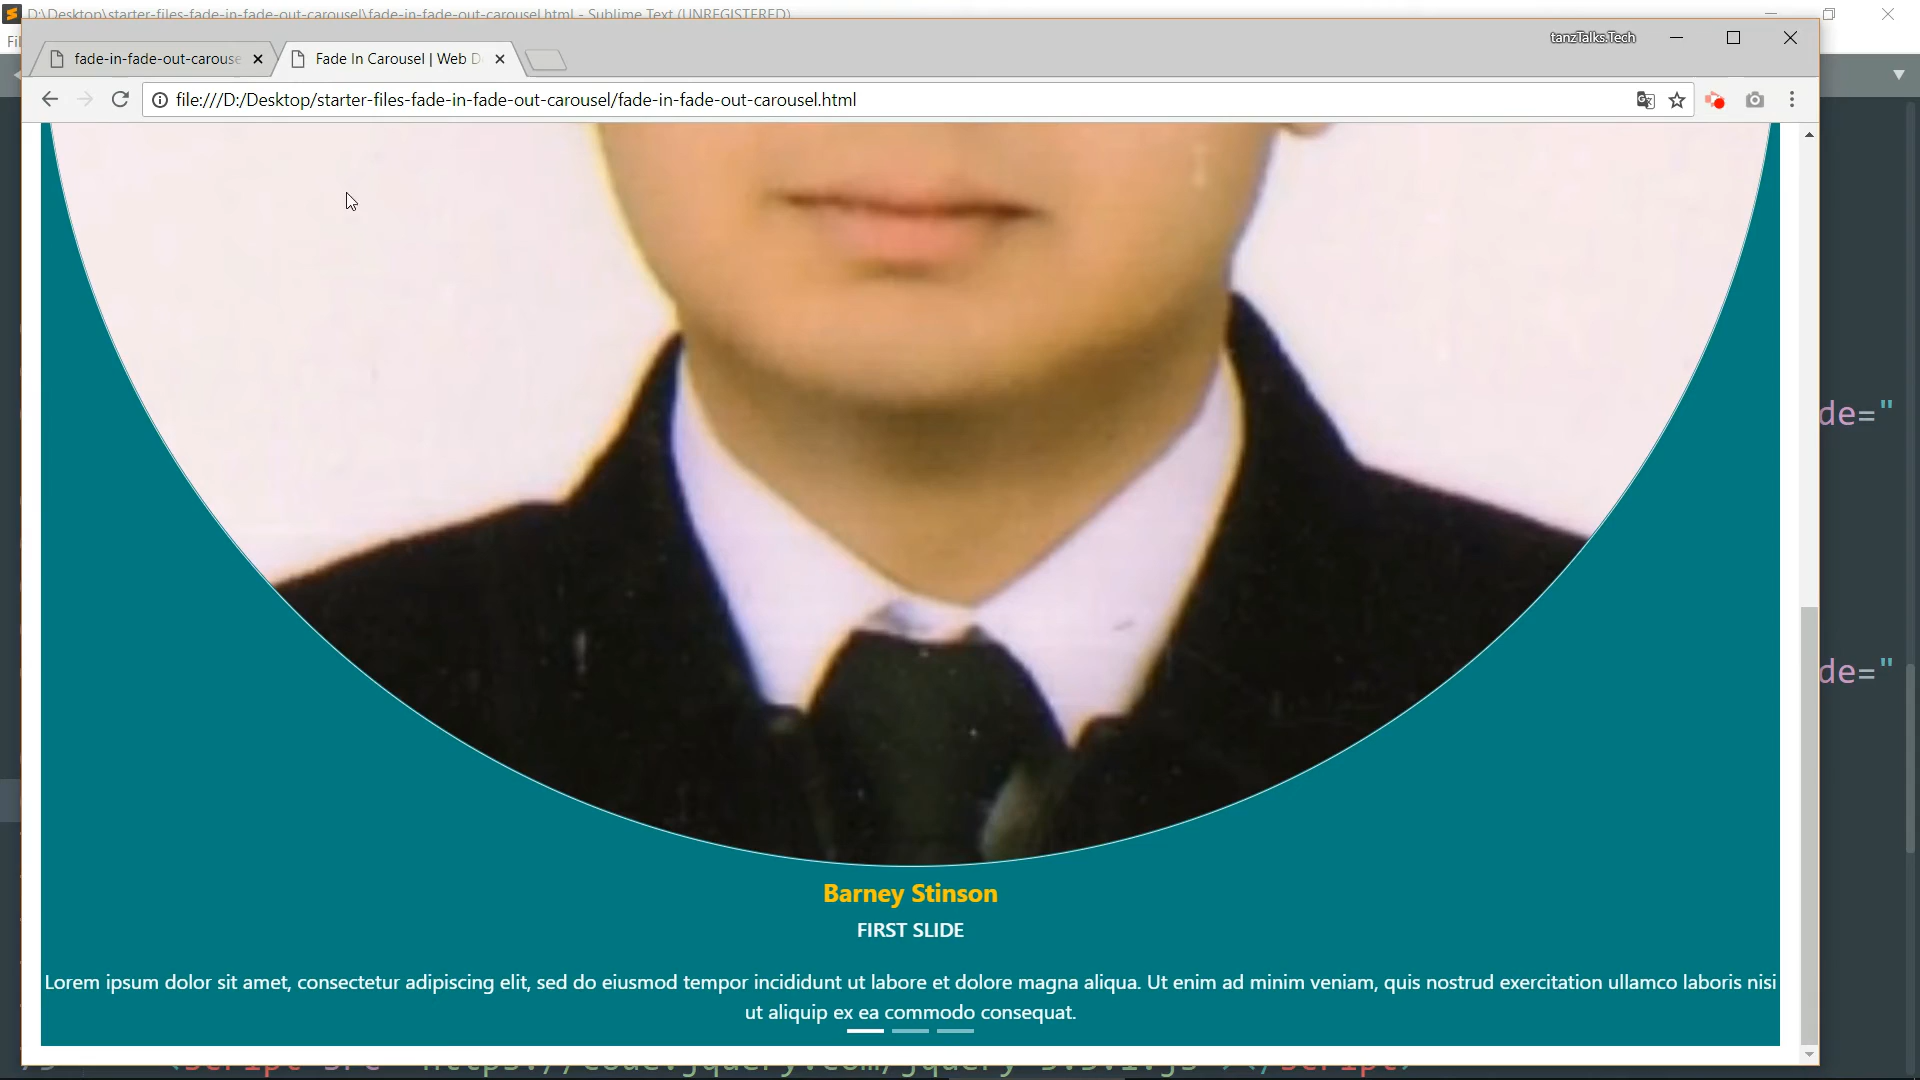 D:\Desktop\starter-files-fade-in-fade-out-carousel\fade-in-fade-out-carousel.html - Sublime Text (UNREGISTERED)
tanzTalks.Tech
fade-in-fade-out-carouse
Fade In Carousel | Web D
file:///D:/Desktop/starter-files-fade-in-fade-out-carousel/fade-in-fade-out-carousel.html
de="
de="
Barney Stinson
FIRST SLIDE
Lorem ipsum dolor sit amet, consectetur adipiscing elit, sed do eiusmod tempor incididunt ut labore et dolore magna aliqua. Ut enim ad minim veniam, quis nostrud exercitation ullamco laboris nisi
ut aliquip ex ea commodo consequat.